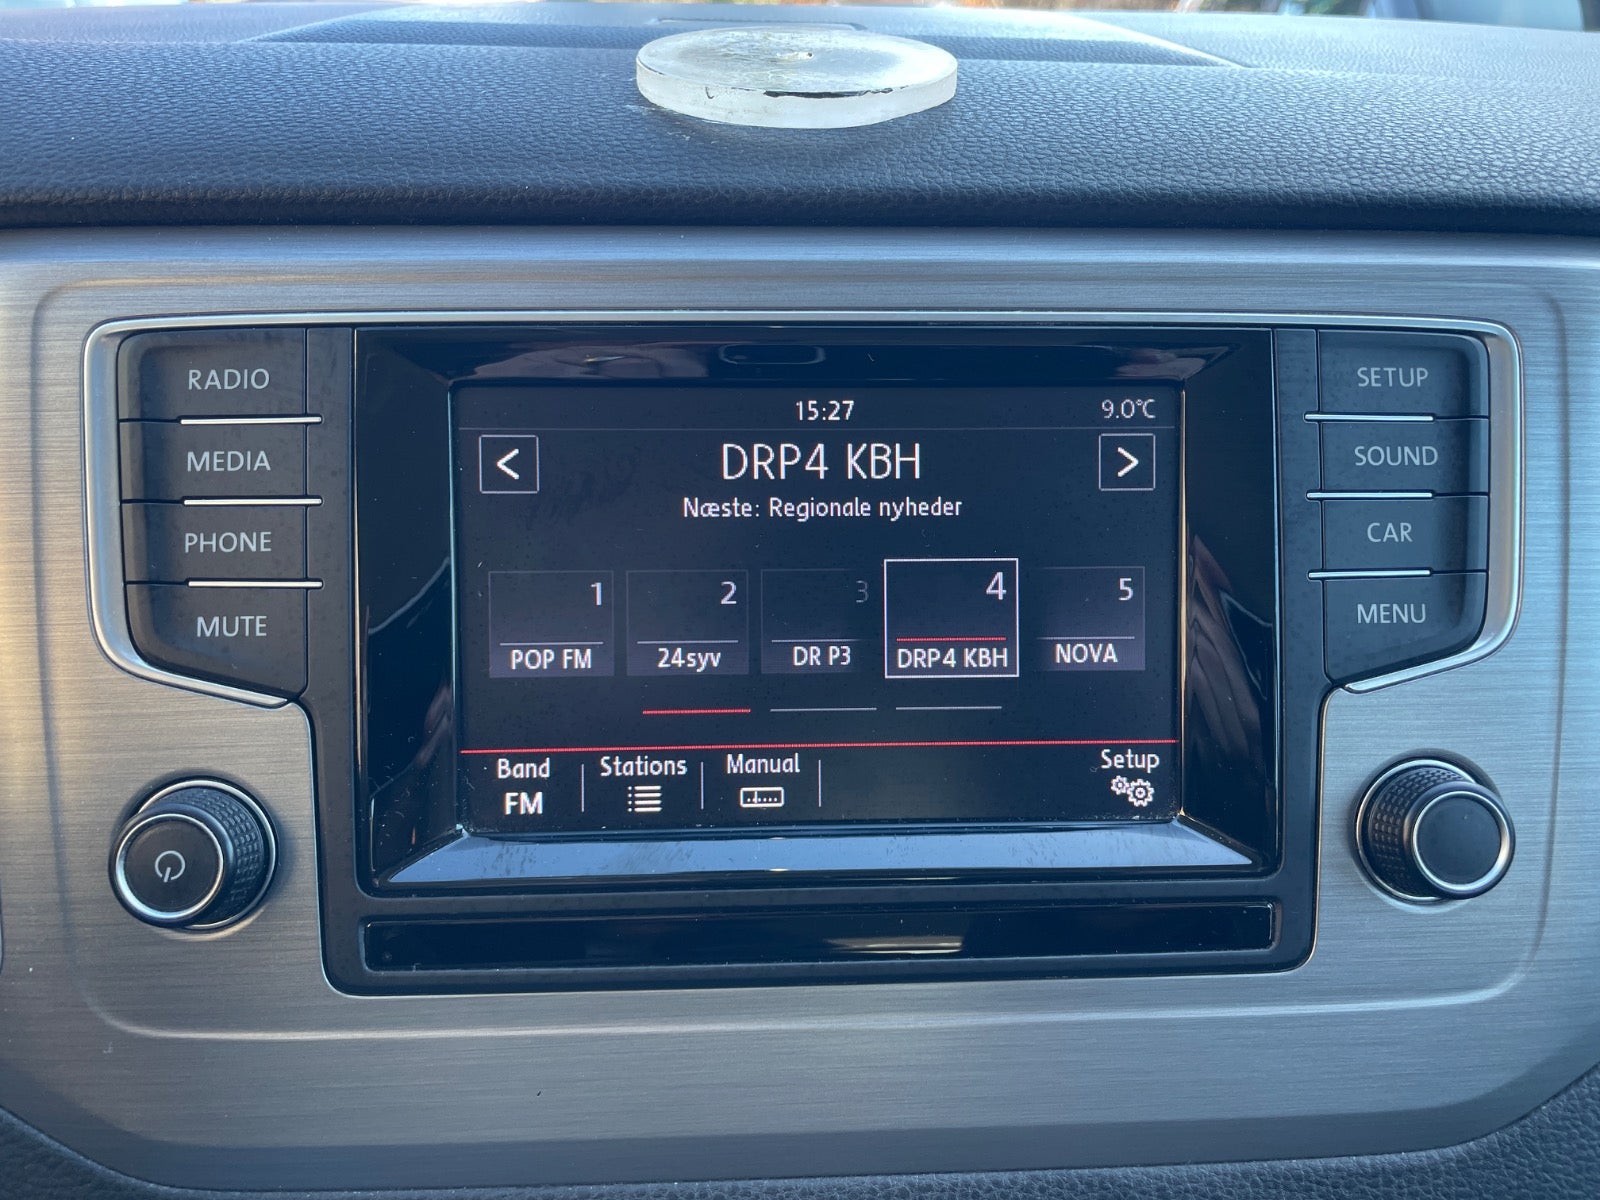 RADIO
MEDIA
PHONE
MUTE
15:27
9.0°C
<
DRP4 KBH
>
Næste: Regionale nyheder
1
2
3
4
5
POP FM
24syv
DR P3
DRP4 KBH
NOVA
Band
FM
Stations
Manual
Setup
SETUP
SOUND
CAR
MENU